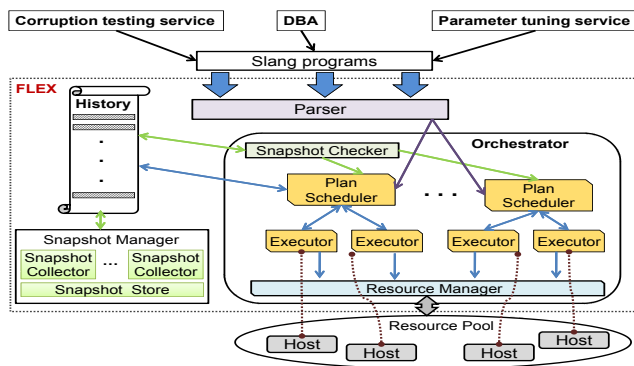 Corruption testing service
DBA
Parameter tuning service
Slang programs
FLEX
History
Parser
Orchestrator
Snapshot Checker
Plan
Scheduler
. . .
Plan
Scheduler
Executor
Executor
Executor
Executor
Snapshot Manager
Snapshot
Collector
...
Snapshot
Collector
Snapshot Store
Resource Manager
Resource Pool
Host
Host
Host
Host